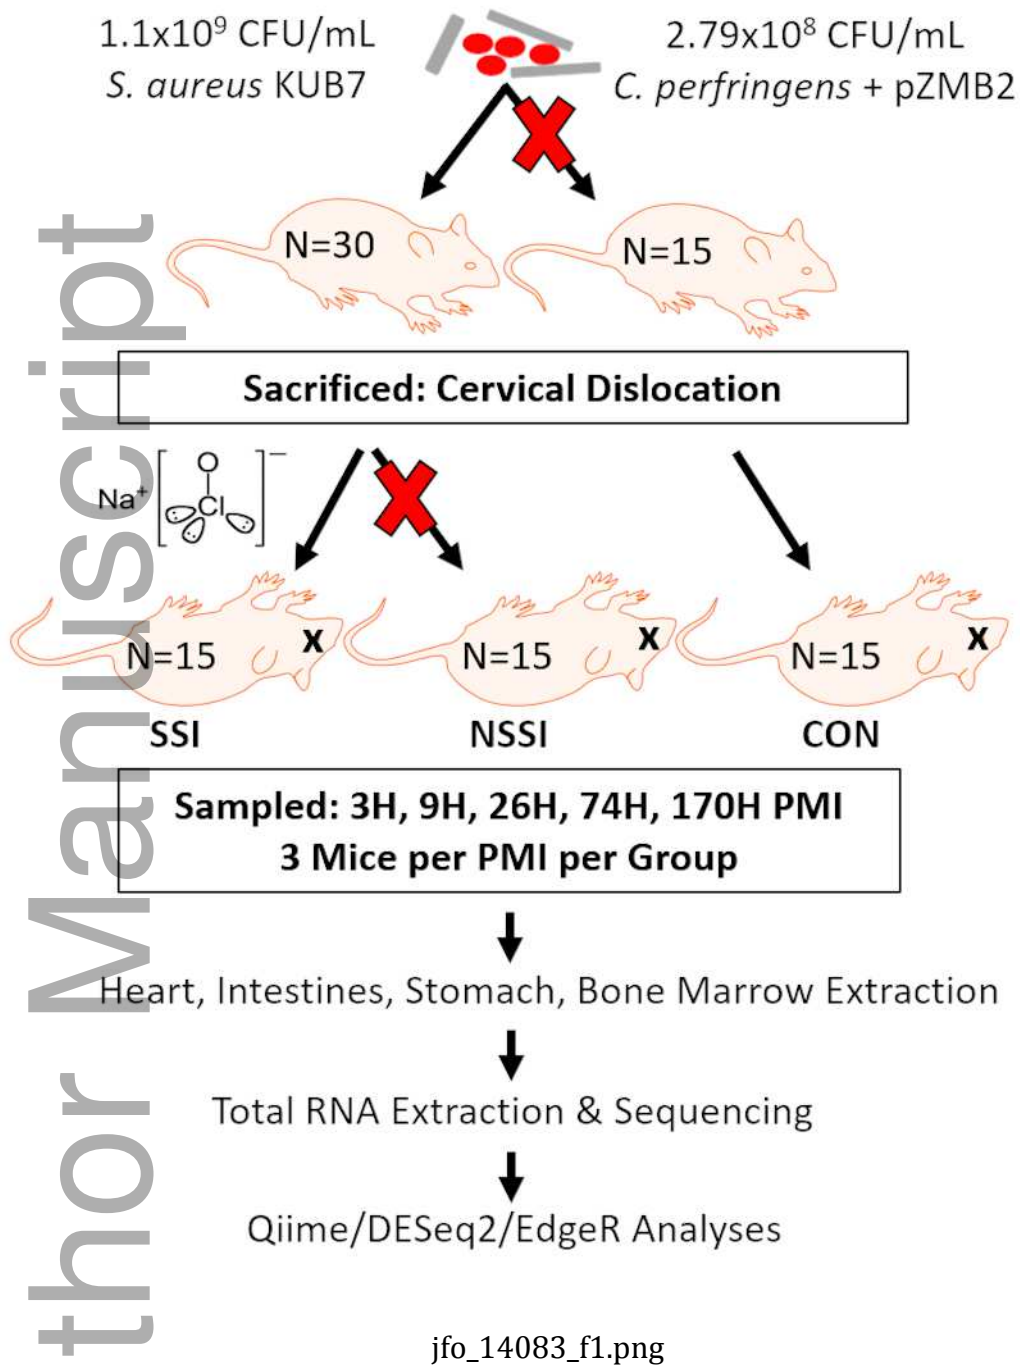 1.1x10⁹ CFU/mL
S. aureus KUB7
2.79x10⁸ CFU/mL
C. perfringens + pZMB2
N=30
N=15
Sacrificed: Cervical Dislocation
Na⁺ [O Cl]⁻
N=15
x
N=15
x
N=15
x
SSI
NSSI
CON
Sampled: 3H, 9H, 26H, 74H, 170H PMI
3 Mice per PMI per Group
Heart, Intestines, Stomach, Bone Marrow Extraction
Total RNA Extraction & Sequencing
Qiime/DESeq2/EdgeR Analyses
jfo_14083_f1.png
thor Manuscript